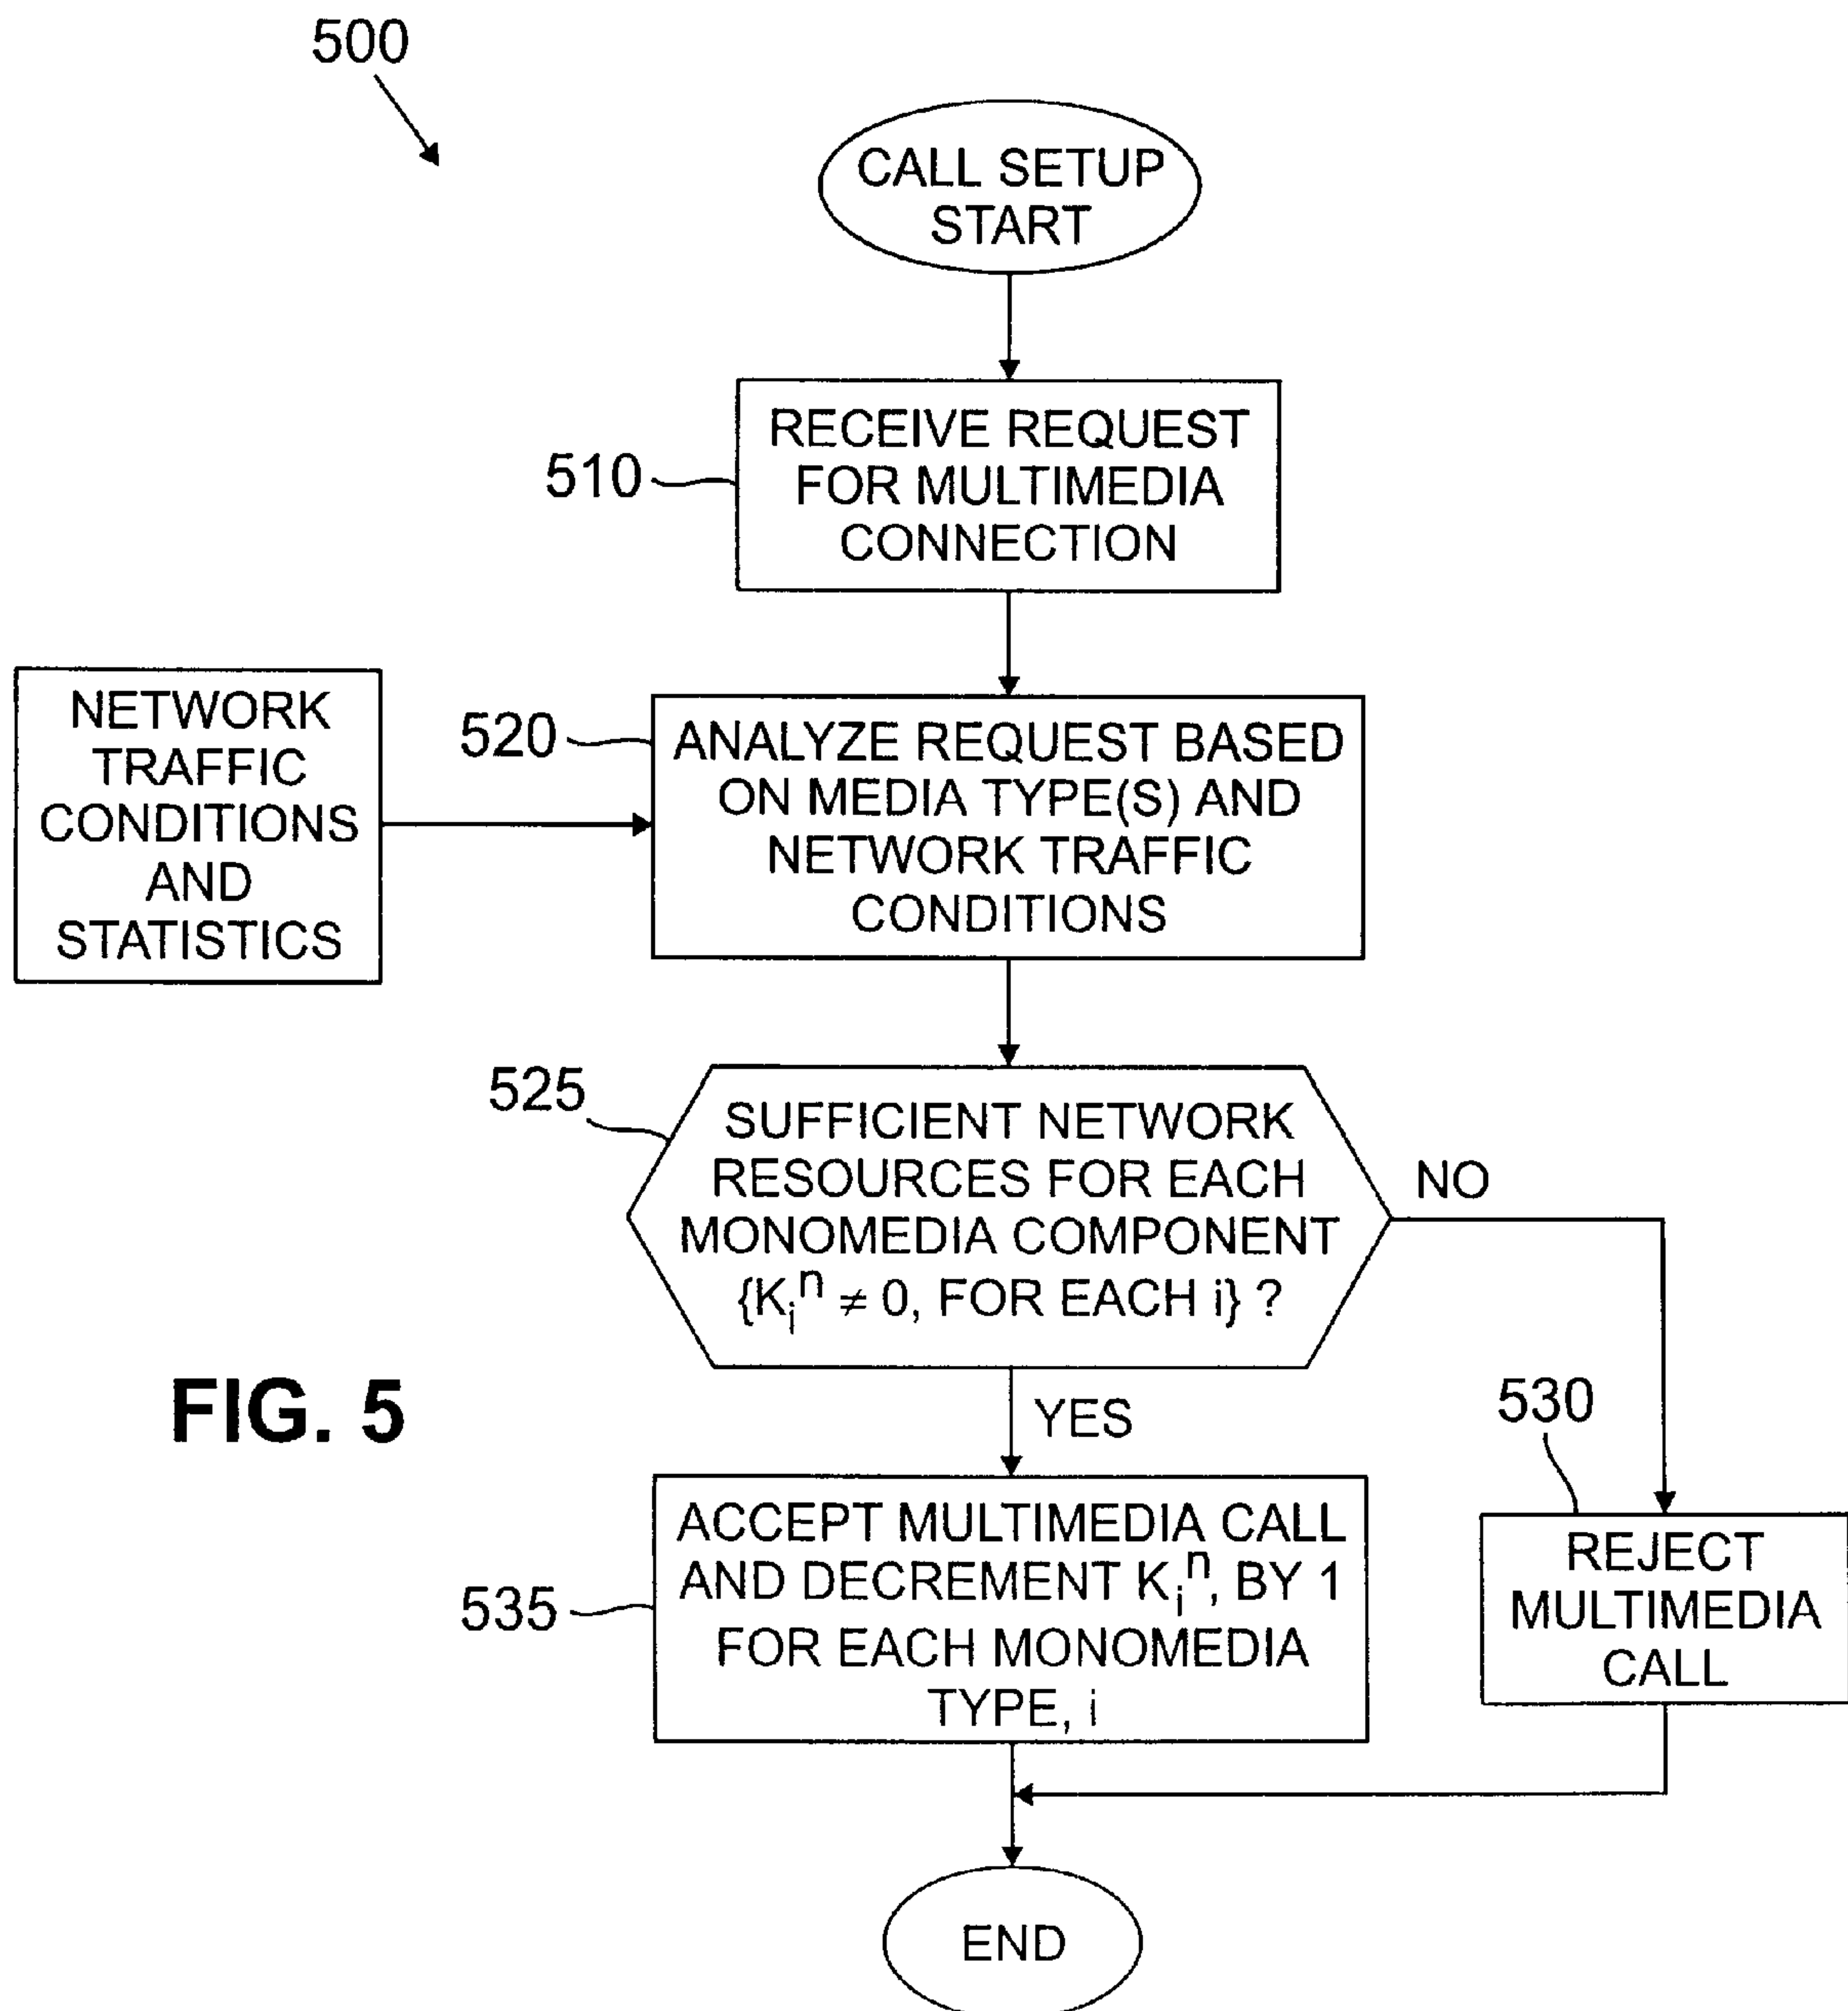 500
CALL SETUP
START
RECEIVE REQUEST
FOR MULTIMEDIA
CONNECTION
510
NETWORK
TRAFFIC
CONDITIONS
AND
STATISTICS
520
ANALYZE REQUEST BASED
ON MEDIA TYPE(S) AND
NETWORK TRAFFIC
CONDITIONS
525
SUFFICIENT NETWORK
RESOURCES FOR EACH
MONOMEDIA COMPONENT
{K_i^n ≠ 0, FOR EACH i} ?
NO
YES
FIG. 5
530
REJECT
MULTIMEDIA
CALL
535
ACCEPT MULTIMEDIA CALL
AND DECREMENT K_i^n, BY 1
FOR EACH MONOMEDIA
TYPE, i
END